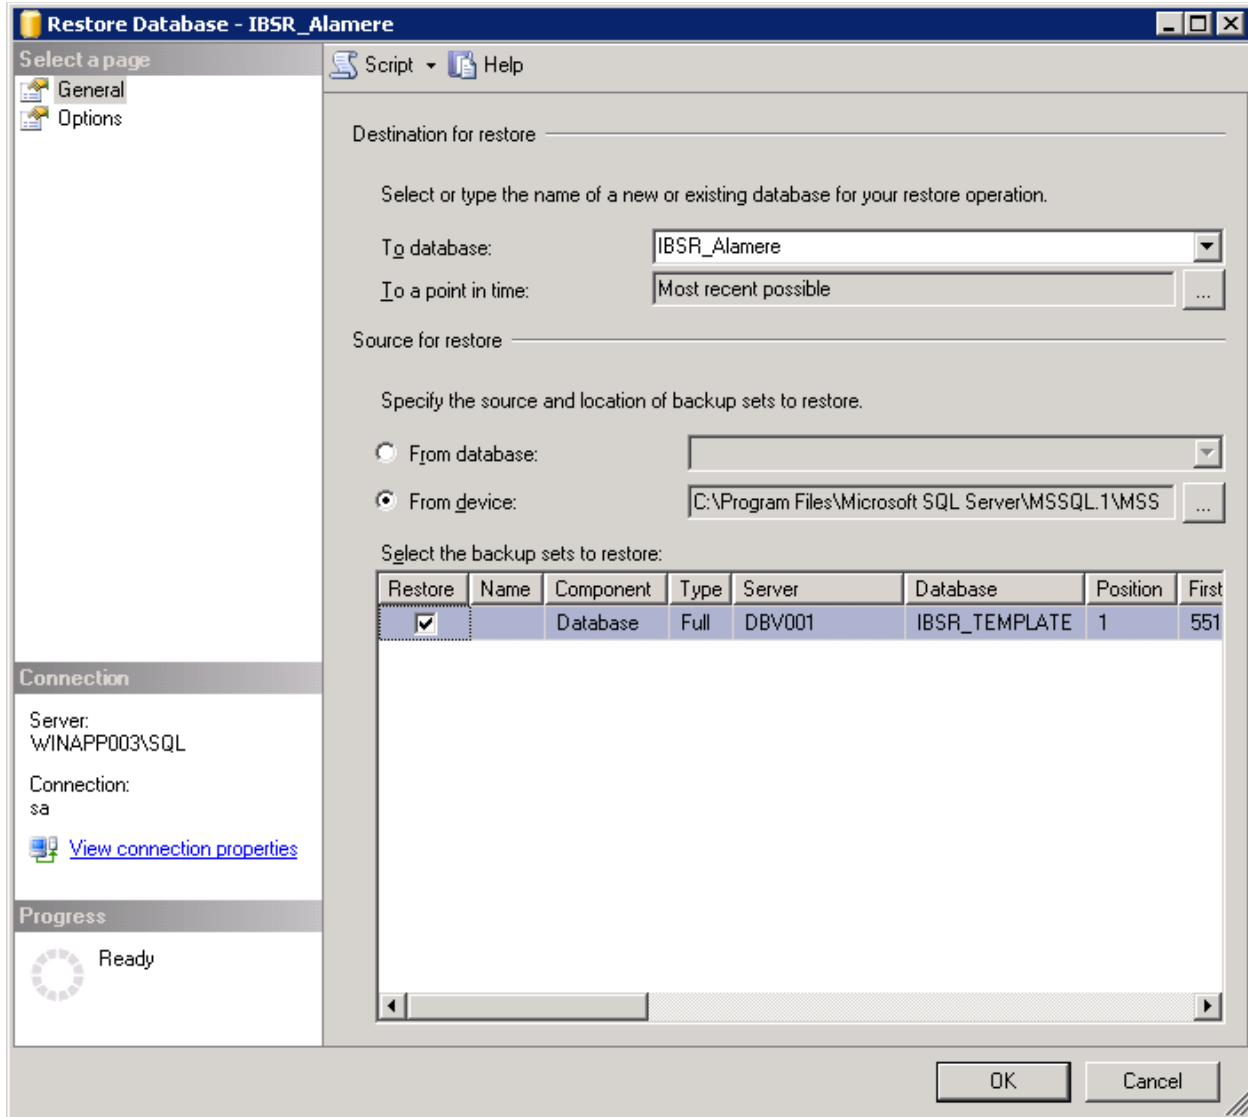 Restore Database - IBSR_Alamere
Select a page
General
Options
Script
Help
Destination for restore
Select or type the name of a new or existing database for your restore operation.
To database:
IBSR_Alamere
To a point in time:
Most recent possible
...
Source for restore
Specify the source and location of backup sets to restore.
From database:
From device:
C:\Program Files\Microsoft SQL Server\MSSQL.1\MSS
...
Select the backup sets to restore:
Restore Name Component Type Server Database Position First
Database Full DBV001 IBSR_TEMPLATE 1 551
Connection
Server:
WINAPP003\SQL
Connection:
sa
View connection properties
Progress
Ready
OK Cancel